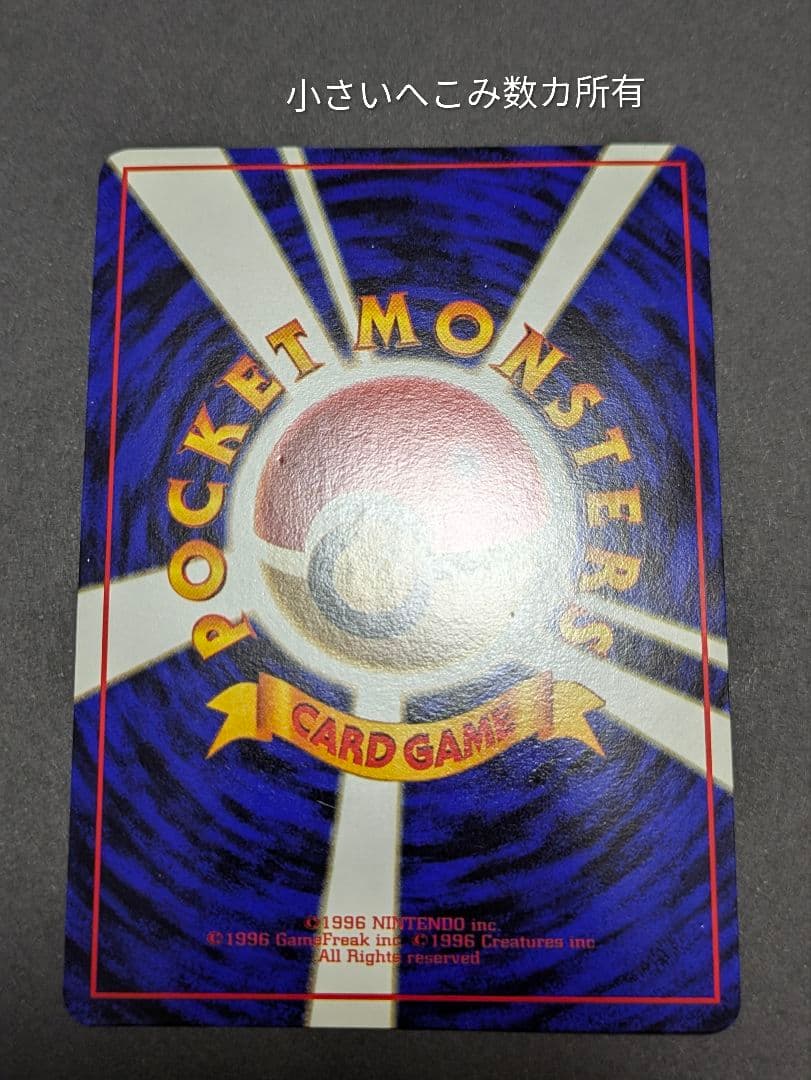 小さいへこみ数カ所有
POCKET MONSTERS
CARD GAME
©1996 NINTENDO inc.
©1996 GameFreak inc. ©1996 Creatures inc.
All Rights reserved